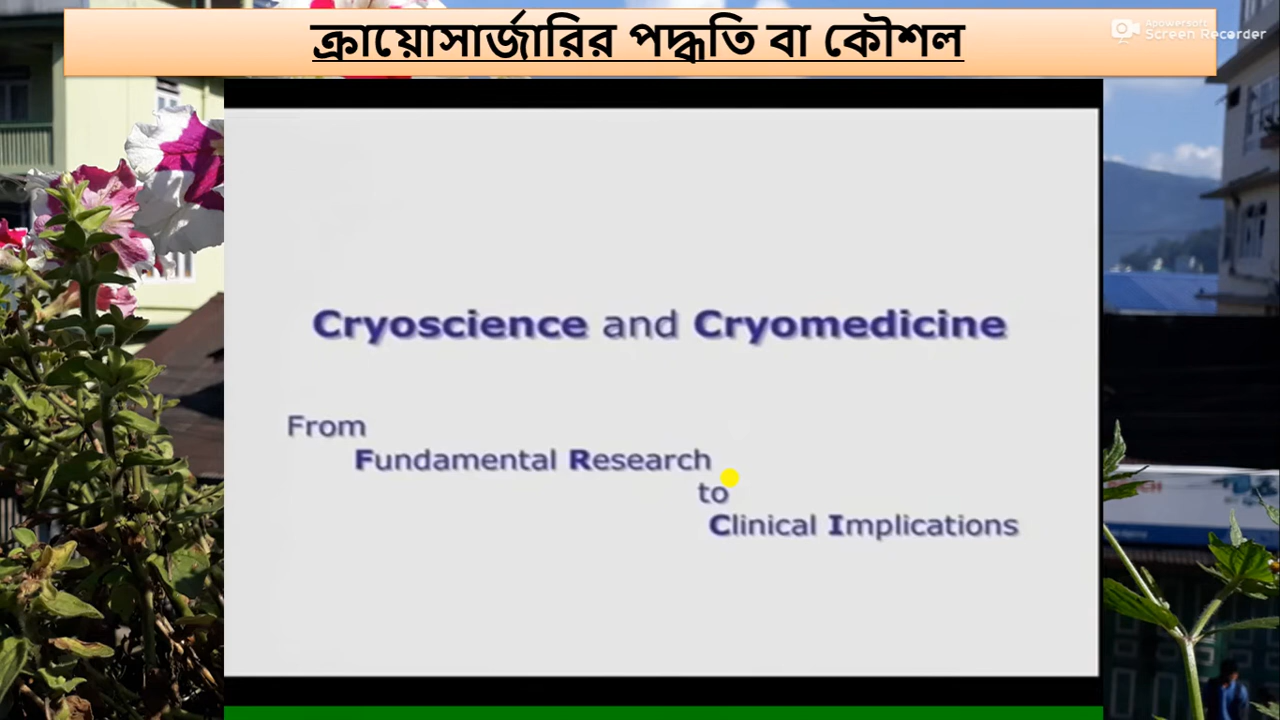 ক্রায়োসার্জারির পদ্ধতি বা কৌশল
Apowersoft
Screen Recorder
Cryoscience and Cryomedicine
From
Fundamental Research
to
Clinical Implications